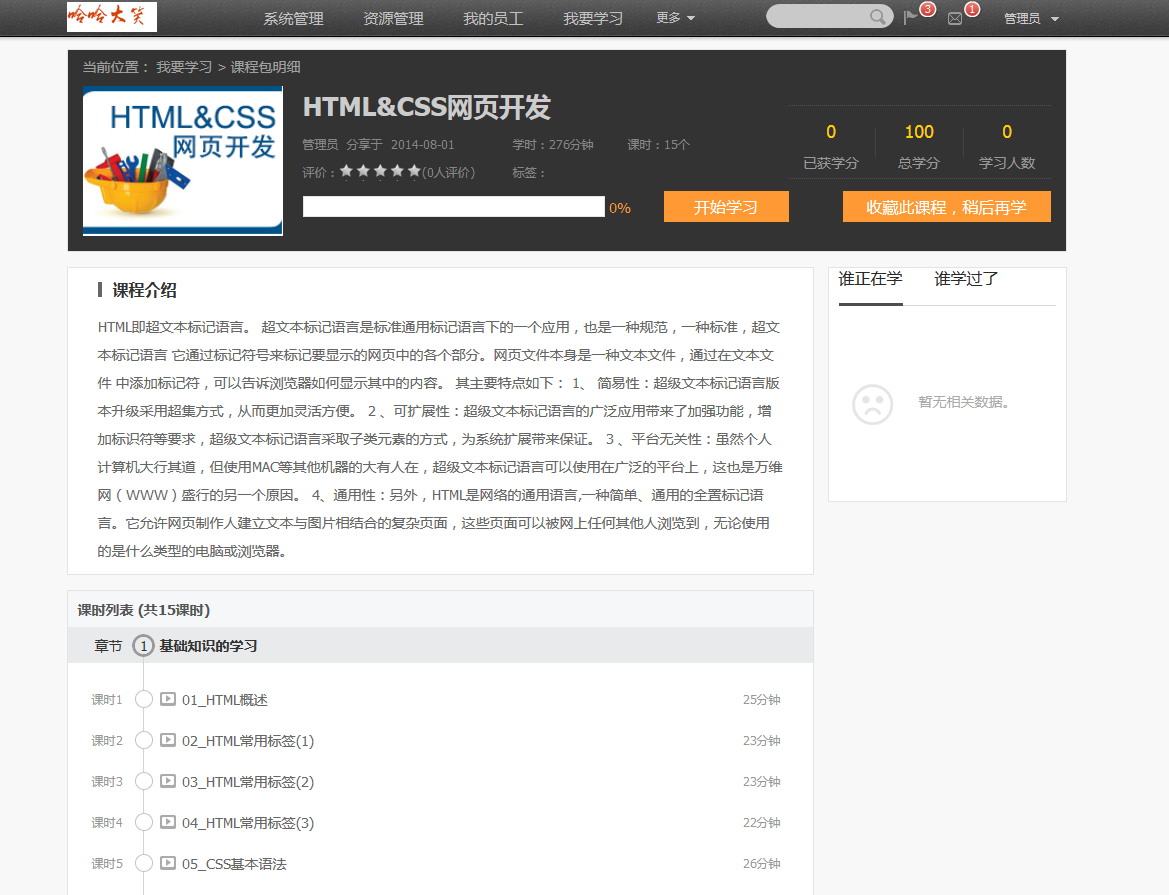 哈哈大笑 系统管理 资源管理 我的员工 我要学习 更多 3 1 管理员
当前位置： 我要学习 > 课程包明细
HTML&CSS
网页开发
HTML&CSS网页开发
管理员 分享于 2014-08-01 学时：276分钟 课时：15个
评价： (0人评价) 标签：
0%
开始学习
0 100 0
已获学分 总学分 学习人数
收藏此课程，稍后再学
课程介绍
HTML即超文本标记语言。 超文本标记语言是标准通用标记语言下的一个应用，也是一种规范，一种标准，超文
本标记语言 它通过标记符号来标记要显示的网页中的各个部分。网页文件本身是一种文本文件，通过在文本文
件 中添加标记符，可以告诉浏览器如何显示其中的内容。 其主要特点如下： 1、 简易性：超级文本标记语言版
本升级采用超集方式，从而更加灵活方便。 2 、可扩展性：超级文本标记语言的广泛应用带来了加强功能，增
加标识符等要求，超级文本标记语言采取子类元素的方式，为系统扩展带来保证。 3 、平台无关性：虽然个人
计算机大行其道，但使用MAC等其他机器的大有人在，超级文本标记语言可以使用在广泛的平台上，这也是万维
网（WWW）盛行的另一个原因。 4、通用性：另外，HTML是网络的通用语言,一种简单、通用的全置标记语
言。它允许网页制作人建立文本与图片相结合的复杂页面，这些页面可以被网上任何其他人浏览到，无论使用
的是什么类型的电脑或浏览器。
谁正在学 谁学过了
暂无相关数据。
课时列表 (共15课时)
章节 1 基础知识的学习
课时1 01_HTML概述 25分钟
课时2 02_HTML常用标签(1) 23分钟
课时3 03_HTML常用标签(2) 23分钟
课时4 04_HTML常用标签(3) 22分钟
课时5 05_CSS基本语法 26分钟